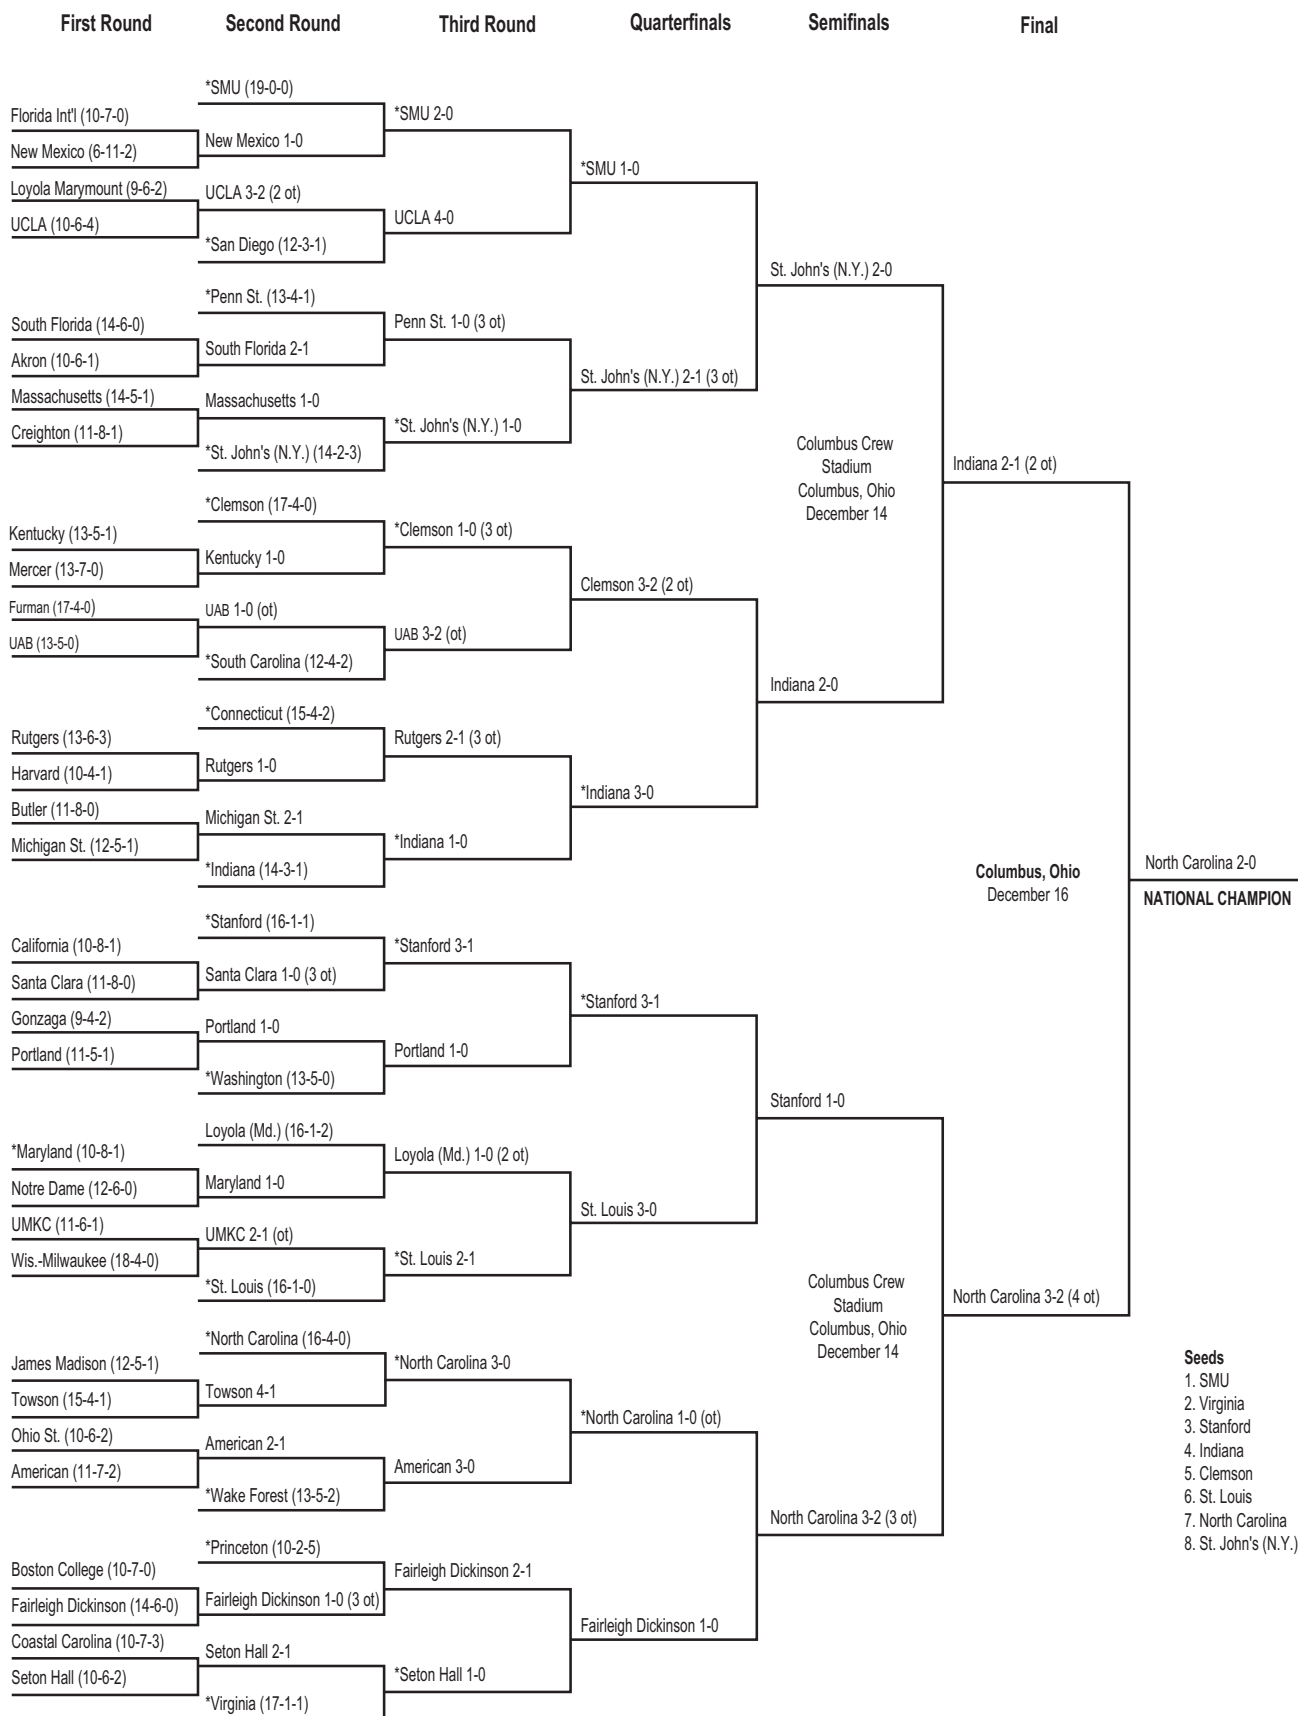 First Round
Second Round
Third Round
Quarterfinals
Semifinals
Final
Florida Int'l (10-7-0)
New Mexico (6-11-2)
Loyola Marymount (9-6-2)
UCLA (10-6-4)
South Florida (14-6-0)
Akron (10-6-1)
Massachusetts (14-5-1)
Creighton (11-8-1)
Kentucky (13-5-1)
Mercer (13-7-0)
Furman (17-4-0)
UAB (13-5-0)
Rutgers (13-6-3)
Harvard (10-4-1)
Butler (11-8-0)
Michigan St. (12-5-1)
California (10-8-1)
Santa Clara (11-8-0)
Gonzaga (9-4-2)
Portland (11-5-1)
*Maryland (10-8-1)
Notre Dame (12-6-0)
UMKC (11-6-1)
Wis.-Milwaukee (18-4-0)
James Madison (12-5-1)
Towson (15-4-1)
Ohio St. (10-6-2)
American (11-7-2)
Boston College (10-7-0)
Fairleigh Dickinson (14-6-0)
Coastal Carolina (10-7-3)
Seton Hall (10-6-2)
*SMU (19-0-0)
New Mexico 1-0
UCLA 3-2 (2 ot)
*San Diego (12-3-1)
*Penn St. (13-4-1)
South Florida 2-1
Massachusetts 1-0
*St. John's (N.Y.) (14-2-3)
*Clemson (17-4-0)
Kentucky 1-0
UAB 1-0 (ot)
*South Carolina (12-4-2)
*Connecticut (15-4-2)
Rutgers 1-0
Michigan St. 2-1
*Indiana (14-3-1)
*Stanford (16-1-1)
Santa Clara 1-0 (3 ot)
Portland 1-0
*Washington (13-5-0)
Loyola (Md.) (16-1-2)
Maryland 1-0
UMKC 2-1 (ot)
*St. Louis (16-1-0)
*North Carolina (16-4-0)
Towson 4-1
American 2-1
*Wake Forest (13-5-2)
*Princeton (10-2-5)
Fairleigh Dickinson 1-0 (3 ot)
Seton Hall 2-1
*Virginia (17-1-1)
*SMU 2-0
UCLA 4-0
Penn St. 1-0 (3 ot)
*St. John's (N.Y.) 1-0
*Clemson 1-0 (3 ot)
UAB 3-2 (ot)
Rutgers 2-1 (3 ot)
*Indiana 1-0
*Stanford 3-1
Portland 1-0
Loyola (Md.) 1-0 (2 ot)
*St. Louis 2-1
*North Carolina 3-0
American 3-0
Fairleigh Dickinson 2-1
*Seton Hall 1-0
*SMU 1-0
St. John's (N.Y.) 2-1 (3 ot)
Clemson 3-2 (2 ot)
*Indiana 3-0
*Stanford 3-1
St. Louis 3-0
*North Carolina 1-0 (ot)
Fairleigh Dickinson 1-0
St. John's (N.Y.) 2-0
Columbus Crew
Stadium
Columbus, Ohio
December 14
Indiana 2-0
Stanford 1-0
Columbus Crew
Stadium
Columbus, Ohio
December 14
North Carolina 3-2 (3 ot)
Indiana 2-1 (2 ot)
Columbus, Ohio
December 16
North Carolina 3-2 (4 ot)
North Carolina 2-0
NATIONAL CHAMPION
Seeds
1. SMU
2. Virginia
3. Stanford
4. Indiana
5. Clemson
6. St. Louis
7. North Carolina
8. St. John's (N.Y.)